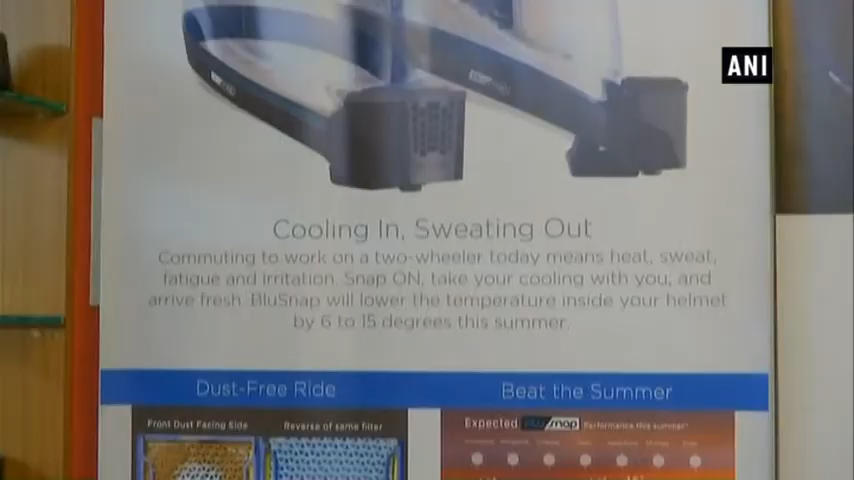 ANI
Cooling In, Sweating Out
Commuting to work on a two-wheeler today means heat, sweat,
fatigue and irritation. Snap ON, take your cooling with you, and
arrive fresh. BluSnap will lower the temperature inside your helmet
by 6 to 15 degrees this summer.
Dust-Free Ride
Beat the Summer
Front Dust Facing Side
Reverse of same filter
Expected BLUsnap Performance this summer*